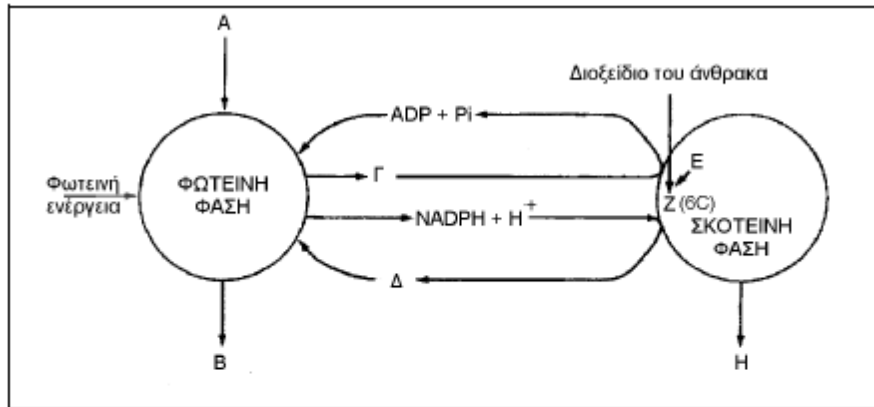 Α
Διοξείδιο του άνθρακα
ADP + Pi
Ε
Φωτεινή
ενέργεια
ΦΩΤΕΙΝΗ
ΦΑΣΗ
Γ
Ζ (6C)
NADPH + H+
ΣΚΟΤΕΙΝΗ
ΦΑΣΗ
Δ
Β
Η